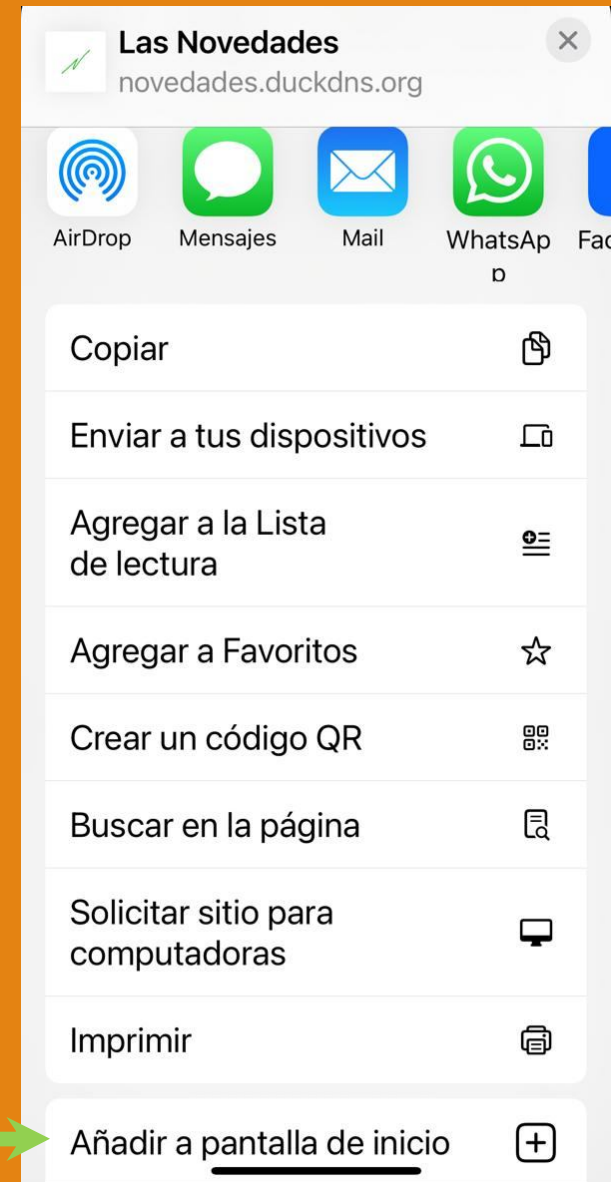 Las Novedades
novedades.duckdns.org
AirDrop
Mensajes
Mail
WhatsAp
p
Fac
Copiar
Enviar a tus dispositivos
Agregar a la Lista
de lectura
Agregar a Favoritos
Crear un código QR
Buscar en la página
Solicitar sitio para
computadoras
Imprimir
Añadir a pantalla de inicio